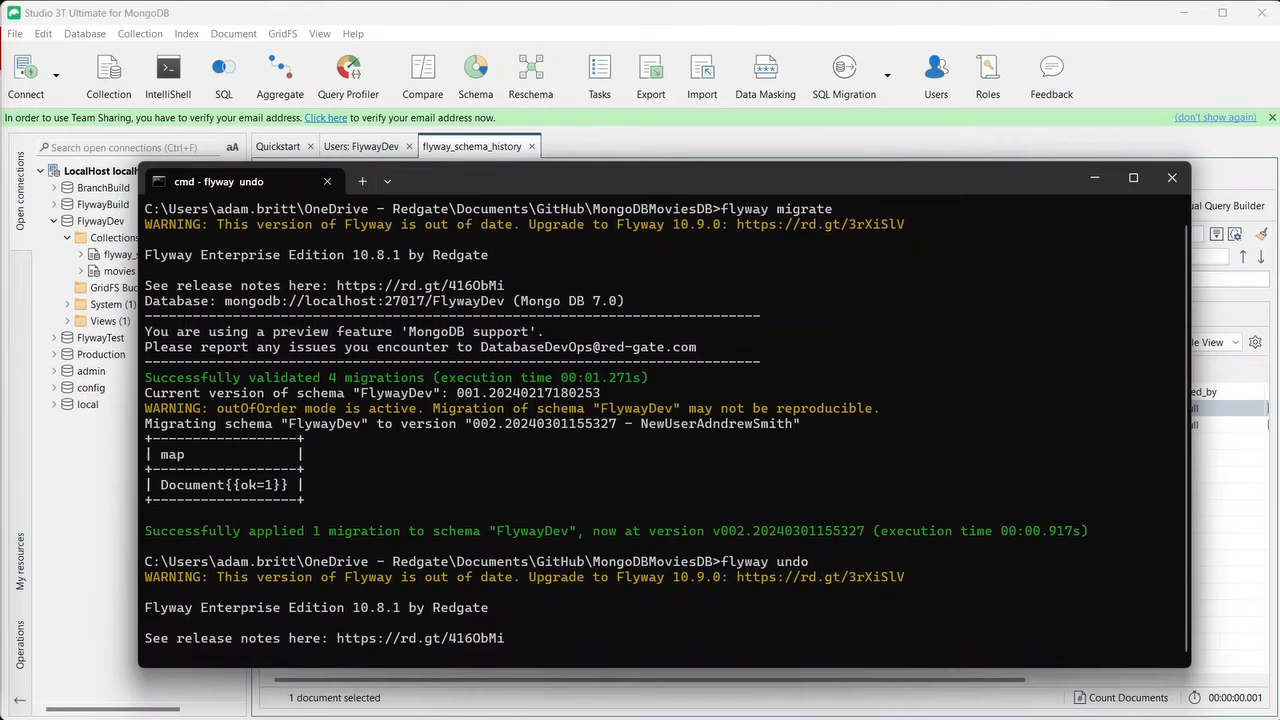 Studio 3T Ultimate for MongoDB
File Edit Database Collection Index Document GridFS View Help
Connect Collection IntelliShell SQL Aggregate Query Profiler Compare Schema Reschema Tasks Export Import Data Masking SQL Migration Users Roles Feedback
In order to use Team Sharing, you have to verify your email address. Click here to verify your email address now. (don't show again)
Open connections
My resources
Operations
Search open connections (Ctrl+F) aA
Quickstart Users: FlywayDev flyway_schema_history
LocalHost
BranchBuild
FlywayBuild
FlywayDev
Collections
flyway_s
movies
GridFS Buc
System (1)
Views (1)
FlywayTest
Production
admin
config
local
cmd - flyway undo
C:\Users\adam.britt\OneDrive - Redgate\Documents\GitHub\MongoDBMoviesDB>flyway migrate
WARNING: This version of Flyway is out of date. Upgrade to Flyway 10.9.0: https://rd.gt/3rXiSlV
Flyway Enterprise Edition 10.8.1 by Redgate
See release notes here: https://rd.gt/416ObMi
Database: mongodb://localhost:27017/FlywayDev (Mongo DB 7.0)
You are using a preview feature 'MongoDB support'.
Please report any issues you encounter to DatabaseDevOps@red-gate.com
Successfully validated 4 migrations (execution time 00:01.271s)
Current version of schema "FlywayDev": 001.20240217180253
WARNING: outOfOrder mode is active. Migration of schema "FlywayDev" may not be reproducible.
Migrating schema "FlywayDev" to version "002.20240301155327 - NewUserAdndrewSmith"
+-----------------+
| map |
+-----------------+
| Document{{ok=1}} |
+-----------------+
Successfully applied 1 migration to schema "FlywayDev", now at version v002.20240301155327 (execution time 00:00.917s)
C:\Users\adam.britt\OneDrive - Redgate\Documents\GitHub\MongoDBMoviesDB>flyway undo
WARNING: This version of Flyway is out of date. Upgrade to Flyway 10.9.0: https://rd.gt/3rXiSlV
Flyway Enterprise Edition 10.8.1 by Redgate
See release notes here: https://rd.gt/416ObMi
ual Query Builder
le View
ed_by
ull
ull
1 document selected
Count Documents
00:00:00.001